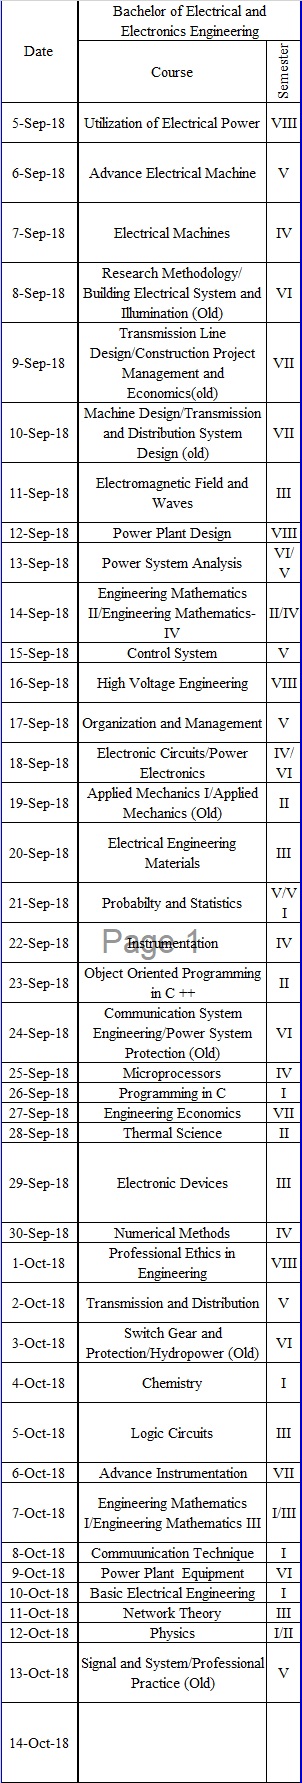 Date
Bachelor of Electrical and
Electronics Engineering
Course
Semester
5-Sep-18 Utilization of Electrical Power VIII
6-Sep-18 Advance Electrical Machine V
7-Sep-18 Electrical Machines IV
8-Sep-18 Research Methodology/
Building Electrical System and
Illumination (Old) VI
9-Sep-18 Transmission Line
Design/Construction Project
Management and
Economics(old) VII
10-Sep-18 Machine Design/Transmission
and Distribution System
Design (old) VII
11-Sep-18 Electromagnetic Field and
Waves III
12-Sep-18 Power Plant Design VIII
13-Sep-18 Power System Analysis VI/
V
14-Sep-18 Engineering Mathematics
II/Engineering Mathematics-
IV II/IV
15-Sep-18 Control System V
16-Sep-18 High Voltage Engineering VIII
17-Sep-18 Organization and Management V
18-Sep-18 Electronic Circuits/Power
Electronics IV/
VI
19-Sep-18 Applied Mechanics I/Applied
Mechanics (Old) II
20-Sep-18 Electrical Engineering
Materials III
21-Sep-18 Probabilty and Statistics V/V
I
Page 1
22-Sep-18 Instrumentation IV
23-Sep-18 Object Oriented Programming
in C ++ II
24-Sep-18 Communication System
Engineering/Power System
Protection (Old) VI
25-Sep-18 Microprocessors IV
26-Sep-18 Programming in C I
27-Sep-18 Engineering Economics VII
28-Sep-18 Thermal Science II
29-Sep-18 Electronic Devices III
30-Sep-18 Numerical Methods IV
1-Oct-18 Professional Ethics in
Engineering VIII
2-Oct-18 Transmission and Distribution V
3-Oct-18 Switch Gear and
Protection/Hydropower (Old) VI
4-Oct-18 Chemistry I
5-Oct-18 Logic Circuits III
6-Oct-18 Advance Instrumentation VII
7-Oct-18 Engineering Mathematics
I/Engineering Mathematics III I/III
8-Oct-18 Commuunication Technique I
9-Oct-18 Power Plant Equipment VI
10-Oct-18 Basic Electrical Engineering I
11-Oct-18 Network Theory III
12-Oct-18 Physics I/II
13-Oct-18 Signal and System/Professional
Practice (Old) V
14-Oct-18